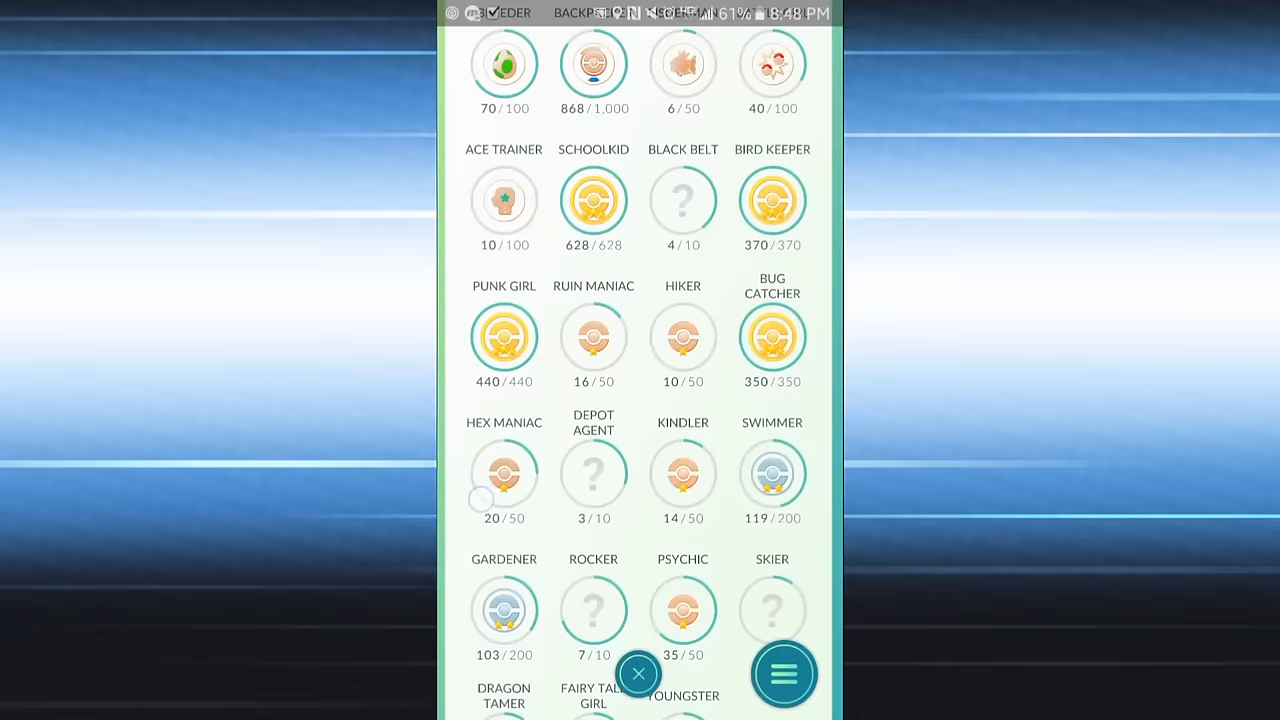 61% 8:48 PM
70/100 868/1,000 6/50 40/100
ACE TRAINER SCHOOLKID BLACK BELT BIRD KEEPER
10/100 628/628 4/10 370/370
PUNK GIRL RUIN MANIAC HIKER BUG CATCHER
440/440 16/50 10/50 350/350
HEX MANIAC DEPOT AGENT KINDLER SWIMMER
20/50 3/10 14/50 119/200
GARDENER ROCKER PSYCHIC SKIER
103/200 7/10 35/50
DRAGON TAMER FAIRY GIRL YOUNGSTER